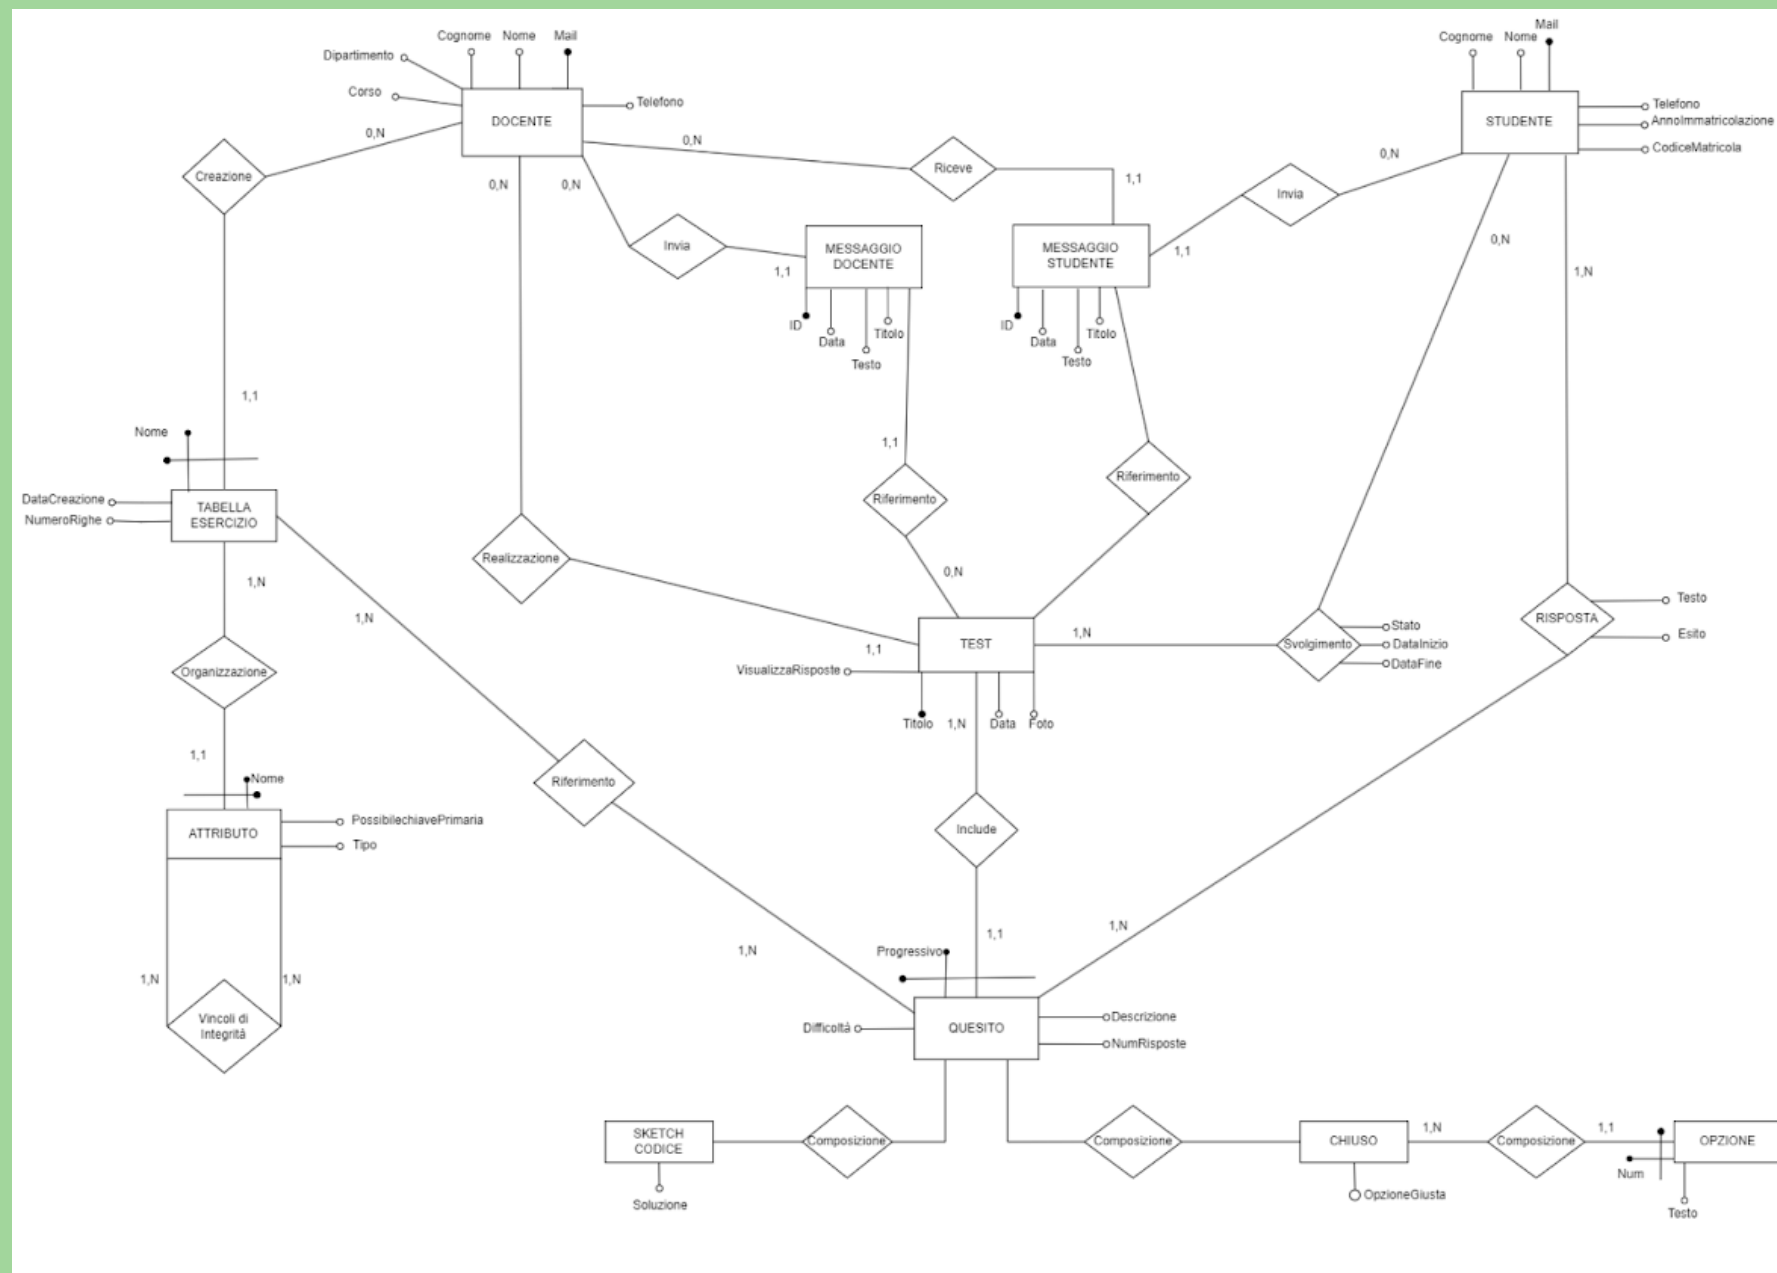 Cognome Nome Mail
Dipartimento
Corso
DOCENTE
Telefono
0,N
0,N
0,N
0,N
Cognome Nome Mail
STUDENTE
Telefono
AnnoImmatricolazione
CodiceMatricola
0,N
0,N
1,N
Creazione
Riceve
1,1
Invia
1,1
Invia
1,1
MESSAGGIO
DOCENTE
ID
Data
Testo
Titolo
MESSAGGIO
STUDENTE
ID
Data
Testo
Titolo
1,1
Nome
DataCreazione
NumeroRighe
TABELLA
ESERCIZIO
1,N
1,N
1,1
Riferimento
0,N
Riferimento
Realizzazione
1,1
TEST
1,N
VisualizzaRisposte
Titolo
1,N
Data
Foto
Svolgimento
Stato
DataInizio
DataFine
RISPOSTA
Testo
Esito
Organizzazione
1,1
Nome
ATTRIBUTO
PossibilechiavePrimaria
Tipo
1,N
1,N
Vincoli di
Integrità
Riferimento
1,N
Include
1,1
1,N
Progressivo
Difficoltà
QUESITO
Descrizione
NumRisposte
SKETCH
CODICE
Soluzione
Composizione
Composizione
CHIUSO
OpzioneGiusta
1,N
Composizione
1,1
Num
OPZIONE
Testo